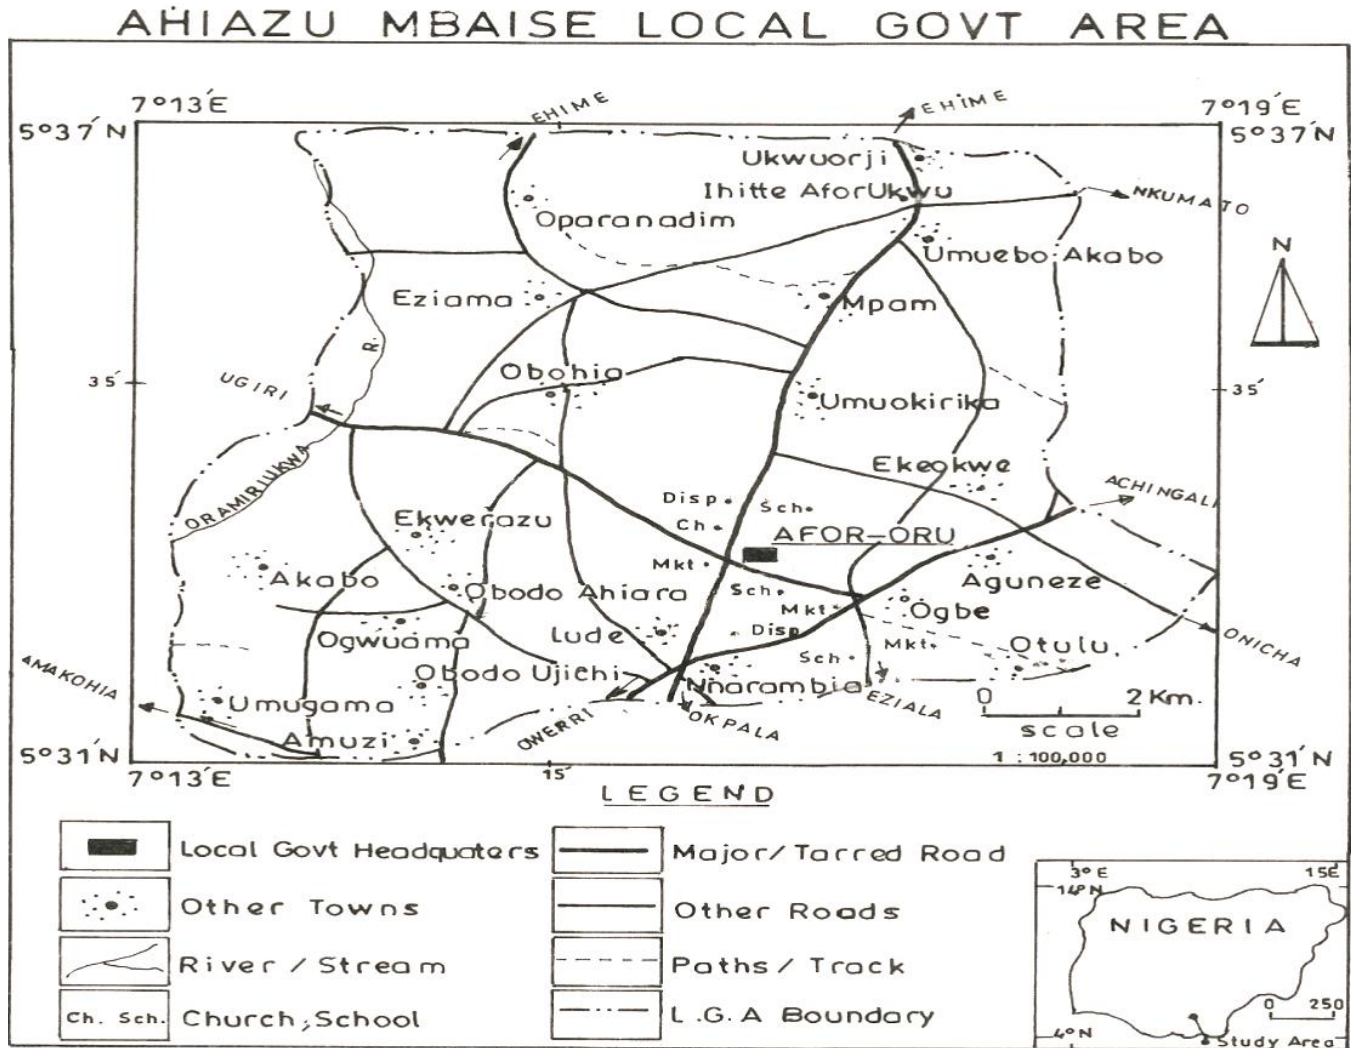 AHIAZU MBAISE LOCAL GOVT AREA
7°13'E
7°19'E
EHIME
EHIME
5°37'N
5°37'N
Ukwuorji
Ihitte AforUkwu
NKUMATO
Oparanadim
Umuebo Akabo
N
Eziama
Mpam
R.
UGIRI
35'
35'
Obohia
Umuokirika
Ekeokwe
ORAMIRIUKWA
Disp
Sch
ACHINGALI
Ch
Ekwerazu
AFOR-ORU
Mkt
Akabo
Aguneze
Obodo Ahiara
Sch
Mkt
Ogbe
Ogwuama
Lude
Disp
Mkt
Otulu
ONICHA
AMAKOHIA
Obodo Ujichi
Sch
Nnarambia
EZIALA
0 2 Km.
Umugama
OWERRI
OKPALA
scale
Amuzi
1 : 100,000
5°31'N
5°31'N
7°13'E
15'
7°19'E
LEGEND
Local Govt Headquaters
Major/Tarred Road
Other Towns
Other Roads
River / Stream
Paths / Track
Ch. Sch.
Church; School
L.G.A Boundary
3°E
15E
14°N
NIGERIA
0 250
4°N
Study Area